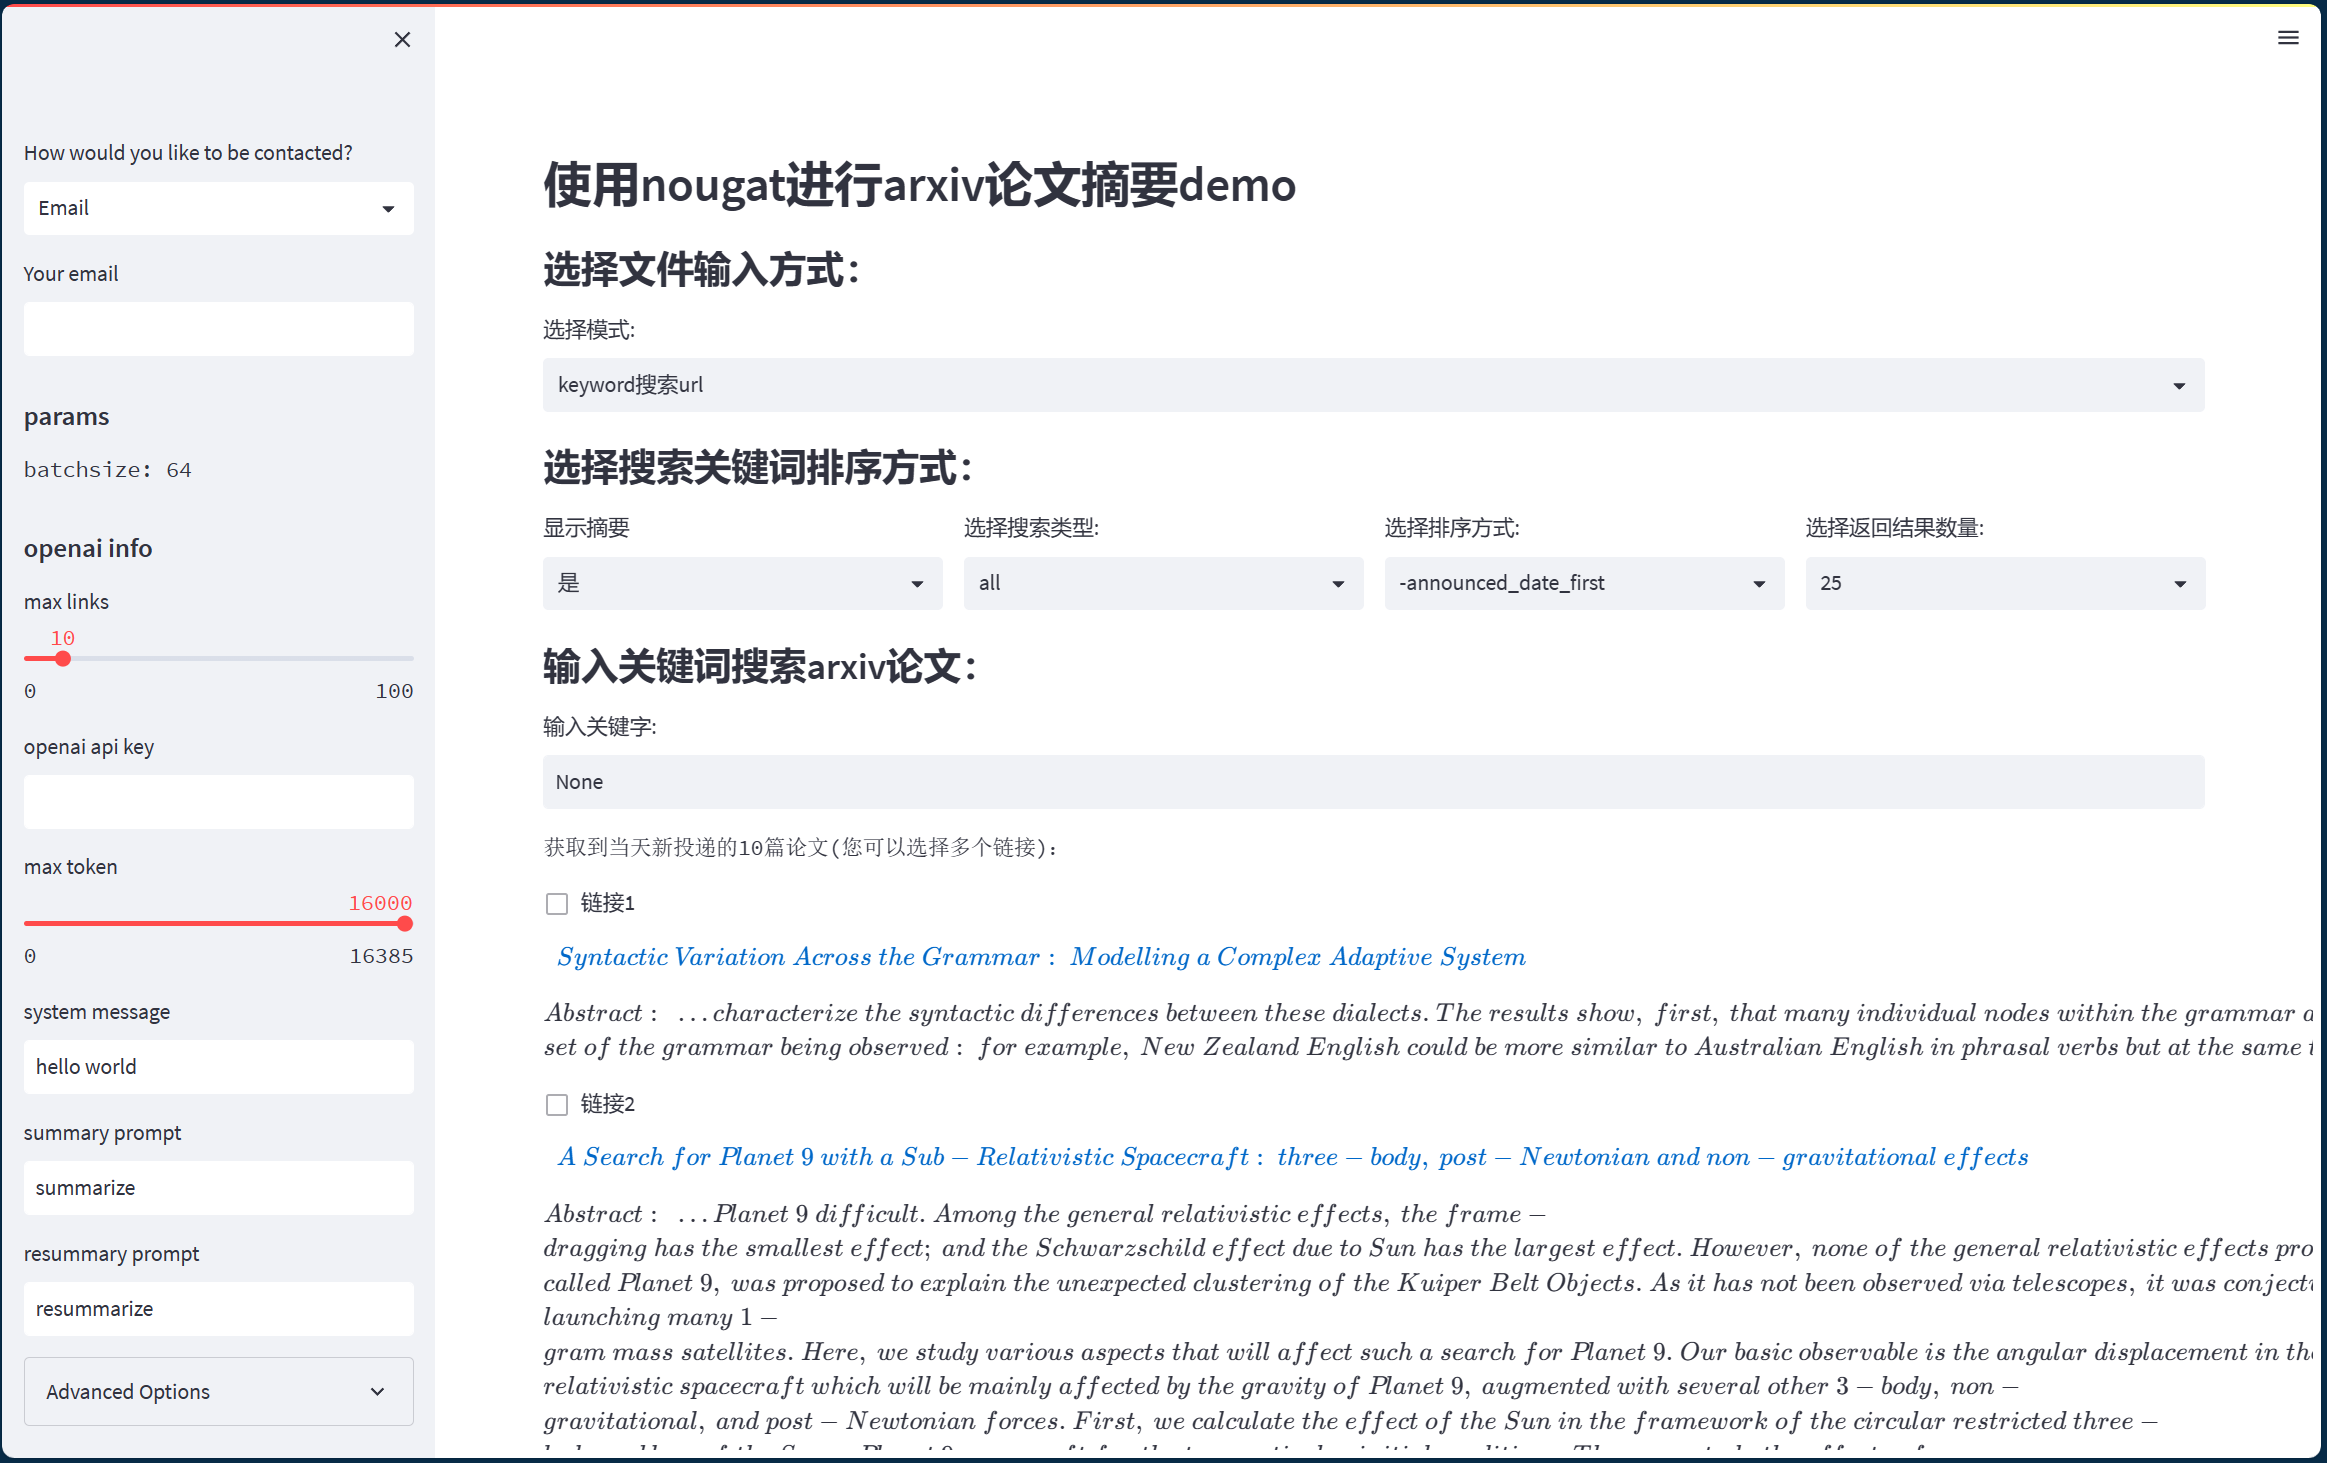 How would you like to be contacted?
Email
Your email
params
batchsize: 64
openai info
max links
10
0 100
openai api key
max token
16000
0 16385
system message
hello world
summary prompt
summarize
resummary prompt
resummarize
Advanced Options
使用nougat进行arxiv论文摘要demo
选择文件输入方式：
选择模式:
keyword搜索url
选择搜索关键词排序方式：
显示摘要 选择搜索类型: 选择排序方式: 选择返回结果数量:
是 all -announced_date_first 25
输入关键词搜索arxiv论文：
输入关键字:
None
获取到当天新投递的10篇论文(您可以选择多个链接)：
链接1
Syntactic Variation Across the Grammar: Modelling a Complex Adaptive System
Abstract: ...characterize the syntactic differences between these dialects. The results show, first, that many individual nodes within the grammar
set of the grammar being observed: for example, New Zealand English could be more similar to Australian English in phrasal verbs but at the same
链接2
A Search for Planet 9 with a Sub-Relativistic Spacecraft: three-body, post-Newtonian and non-gravitational effects
Abstract: ...Planet 9 difficult. Among the general relativistic effects, the frame-
dragging has the smallest effect; and the Schwarzschild effect due to Sun has the largest effect. However, none of the general relativistic effects pro
called Planet 9, was proposed to explain the unexpected clustering of the Kuiper Belt Objects. As it has not been observed via telescopes, it was conject
launching many 1-
gram mass satellites. Here, we study various aspects that will affect such a search for Planet 9. Our basic observable is the angular displacement in the
relativistic spacecraft which will be mainly affected by the gravity of Planet 9, augmented with several other 3-body, non-
gravitational, and post-Newtonian forces. First, we calculate the effect of the Sun in the framework of the circular restricted three-